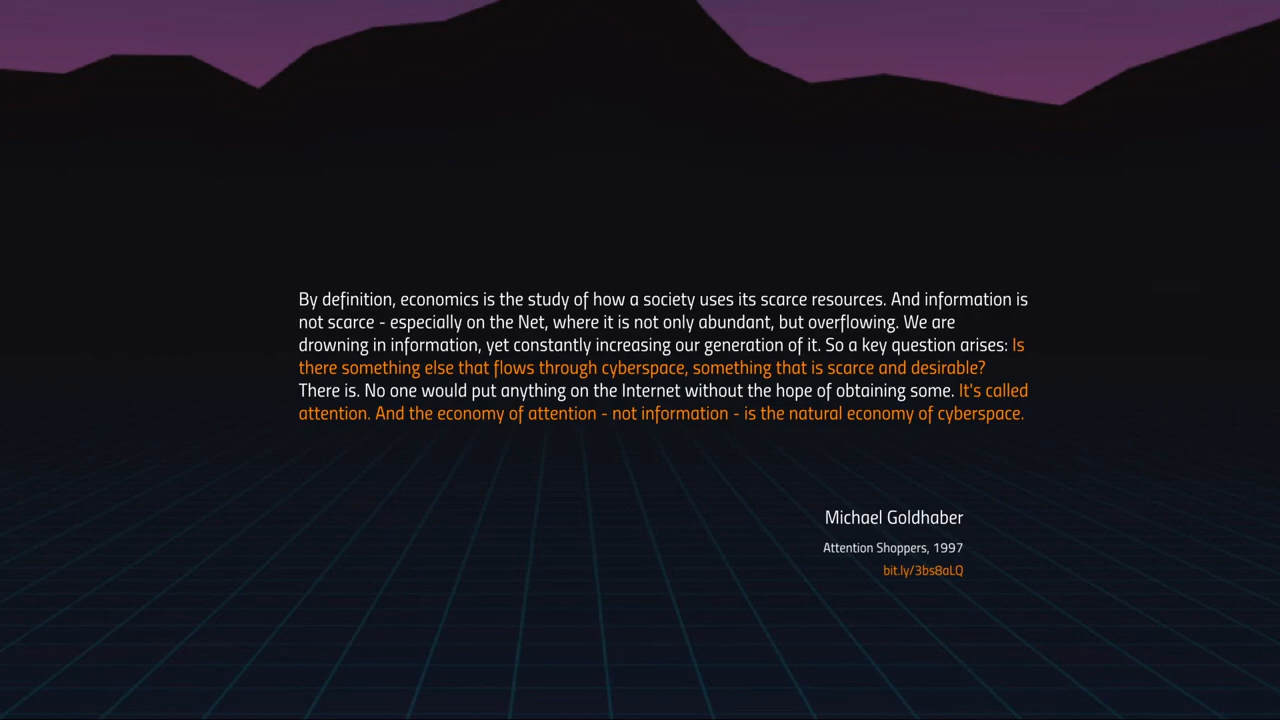 By definition, economics is the study of how a society uses its scarce resources. And information is
not scarce - especially on the Net, where it is not only abundant, but overflowing. We are
drowning in information, yet constantly increasing our generation of it. So a key question arises: Is
there something else that flows through cyberspace, something that is scarce and desirable?
There is. No one would put anything on the Internet without the hope of obtaining some. It's called
attention. And the economy of attention - not information - is the natural economy of cyberspace.
Michael Goldhaber
Attention Shoppers, 1997
bit.ly/3bs8aLQ